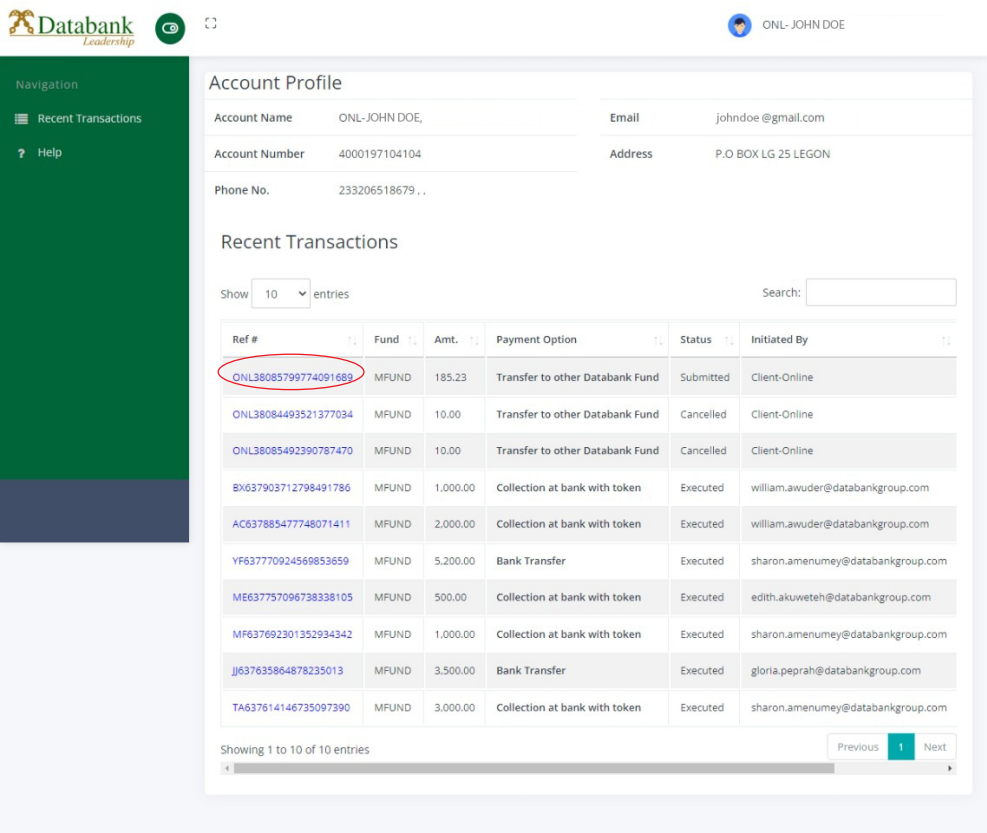 Databank
Leadership
ONL- JOHN DOE
Navigation
Recent Transactions
? Help
Account Profile
Account Name ONL-JOHN DOE, Email johndoe @gmail.com
Account Number 4000197104104 Address P.O BOX LG 25 LEGON
Phone No. 233206518679 , .
Recent Transactions
Show 10 entries Search:
Ref # Fund Amt. Payment Option Status Initiated By
ONL38085799774091689 MFUND 185.23 Transfer to other Databank Fund Submitted Client-Online
ONL38084493521377034 MFUND 10.00 Transfer to other Databank Fund Cancelled Client-Online
ONL38085492390787470 MFUND 10.00 Transfer to other Databank Fund Cancelled Client-Online
BX637903712798491786 MFUND 1,000.00 Collection at bank with token Executed william.awuder@databankgroup.com
AC637885477748071411 MFUND 2,000.00 Collection at bank with token Executed william.awuder@databankgroup.com
YF637770924569853659 MFUND 5,200.00 Bank Transfer Executed sharon.amenumey@databankgroup.com
ME637757096738338105 MFUND 500.00 Collection at bank with token Executed edith.akuweteh@databankgroup.com
MF637692301352934342 MFUND 1,000.00 Collection at bank with token Executed sharon.amenumey@databankgroup.com
JJ637635864878235013 MFUND 3,500.00 Bank Transfer Executed gloria.peprah@databankgroup.com
TA637614146735097390 MFUND 3,000.00 Collection at bank with token Executed sharon.amenumey@databankgroup.com
Showing 1 to 10 of 10 entries Previous 1 Next